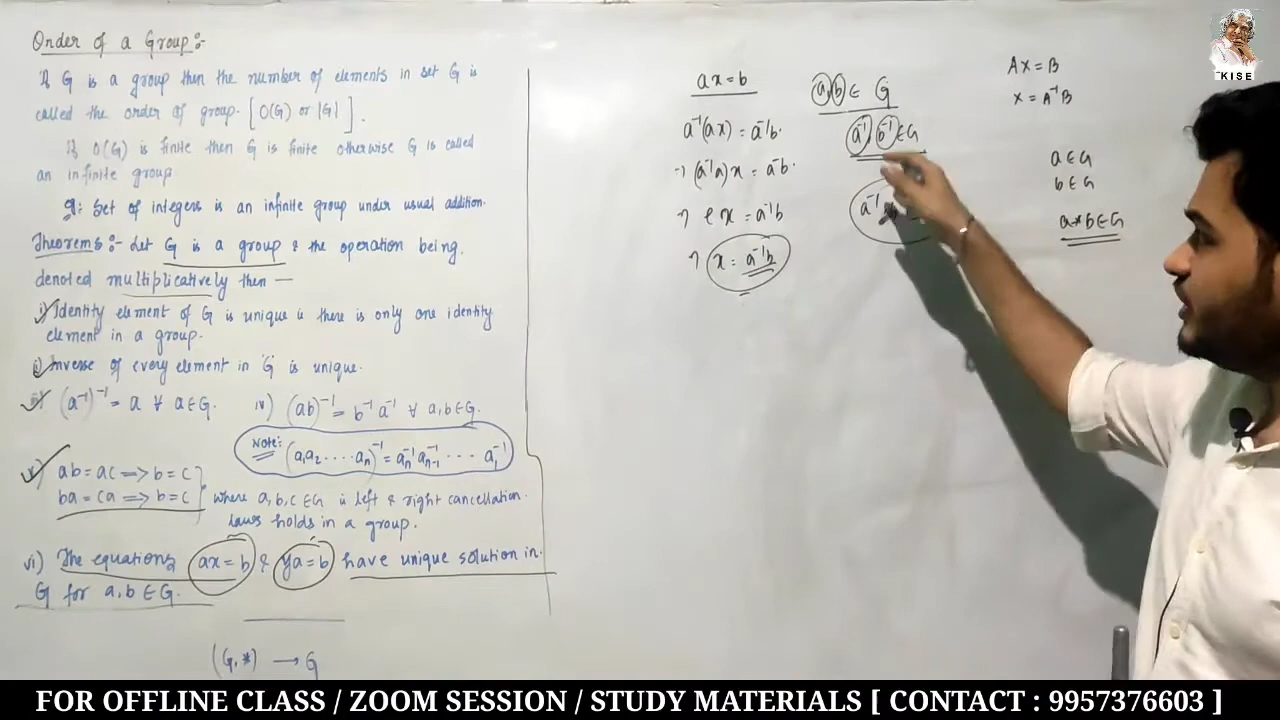 Order of a Group :-
If G is a group then the number of elements in set G is
called the order of group. [O(G) or |G|].
If O(G) is finite then G is finite otherwise G is called
an infinite group.
Set of integers is an infinite group under usual addition.
Theorems :- Let G is a group & the operation being
denoted multiplicatively then —
i) Identity element of G is unique ie there is only one identity
element in a group.
ii) Inverse of every element in 'G' is unique.
iii) (a⁻¹)⁻¹ = a ∀ a∈G. iv) (ab)⁻¹ = b⁻¹ a⁻¹ ∀ a,b∈G.
Note: (a₁a₂ ..... aₙ)⁻¹ = aₙ⁻¹ aₙ₋₁⁻¹ ... a₁⁻¹
v) ab = ac ⟹ b = c
ba = ca ⟹ b = c } where a,b,c ∈G ie left & right cancellation
laws holds in a group.
vi) The equations ax = b & ya = b have unique solution in
G for a,b ∈ G.
(G,*) → G
ax = b
a⁻¹(ax) = a⁻¹b.
⇒ (a⁻¹a)x = a⁻¹b.
⇒ ex = a⁻¹b
⇒ x = a⁻¹b
a,b ∈ G
a⁻¹, b⁻¹ ∈ G
a⁻¹
AX = B
X = A⁻¹B
a∈G
b∈G
a*b∈G
KISE
FOR OFFLINE CLASS / ZOOM SESSION / STUDY MATERIALS [ CONTACT : 9957376603 ]